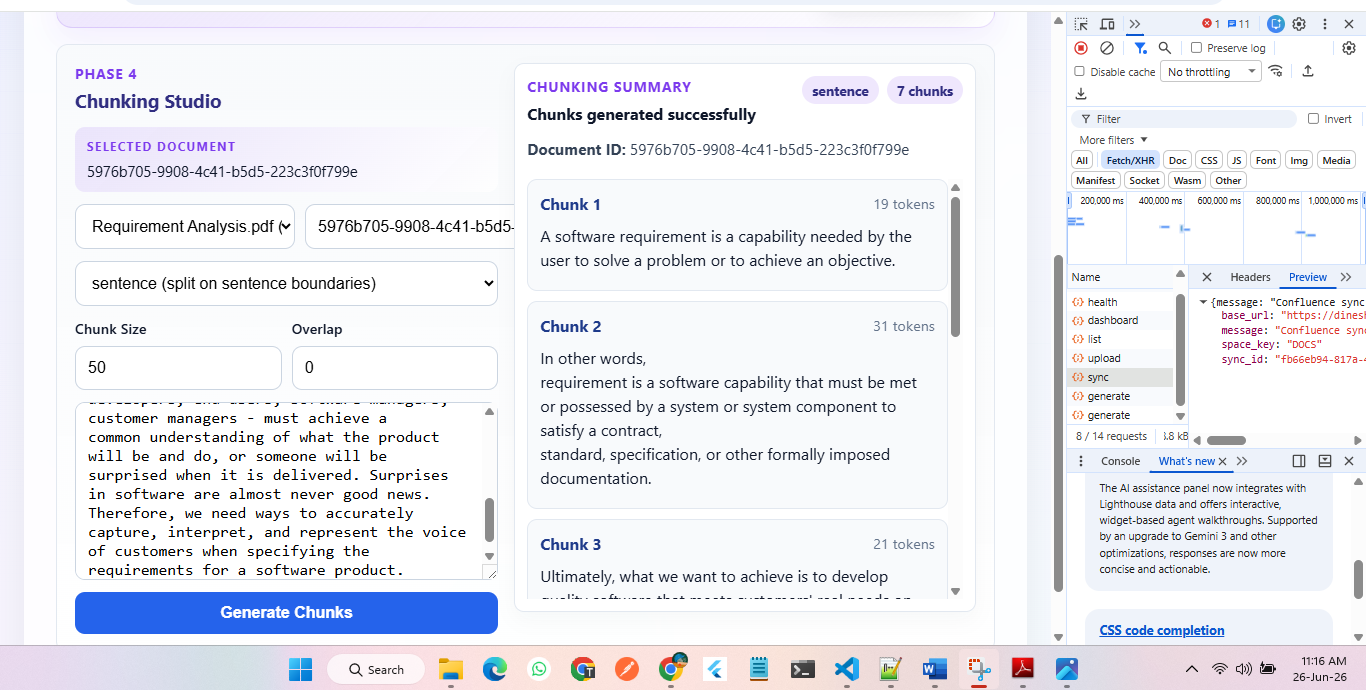 PHASE 4
Chunking Studio
SELECTED DOCUMENT
5976b705-9908-4c41-b5d5-223c3f0f799e
Requirement Analysis.pdf (
5976b705-9908-4c41-b5d5-
sentence (split on sentence boundaries)
Chunk Size
Overlap
50
0
customer managers - must achieve a
common understanding of what the product
will be and do, or someone will be
surprised when it is delivered. Surprises
in software are almost never good news.
Therefore, we need ways to accurately
capture, interpret, and represent the voice
of customers when specifying the
requirements for a software product.
Generate Chunks
CHUNKING SUMMARY
sentence
7 chunks
Chunks generated successfully
Document ID: 5976b705-9908-4c41-b5d5-223c3f0f799e
Chunk 1
19 tokens
A software requirement is a capability needed by the
user to solve a problem or to achieve an objective.
Chunk 2
31 tokens
In other words,
requirement is a software capability that must be met
or possessed by a system or system component to
satisfy a contract,
standard, specification, or other formally imposed
documentation.
Chunk 3
21 tokens
Ultimately, what we want to achieve is to develop
quality software that meets customers' real needs on
1
11
Preserve log
Disable cache
No throttling
Filter
Invert
More filters
All
Fetch/XHR
Doc
CSS
JS
Font
Img
Media
Manifest
Socket
Wasm
Other
200,000 ms
400,000 ms
600,000 ms
800,000 ms
1,000,000 ms
Name
Headers
Preview
health
dashboard
list
upload
sync
generate
generate
{message: "Confluence sync
base_url: "https://dinesh
message: "Confluence sync
space_key: "DOCS"
sync_id: "fb66eb94-817a-4
8 / 14 requests
.8 kB
Console
What's new
The AI assistance panel now integrates with
Lighthouse data and offers interactive,
widget-based agent walkthroughs. Supported
by an upgrade to Gemini 3 and other
optimizations, responses are now more
concise and actionable.
CSS code completion
Search
11:16 AM
26-Jun-26